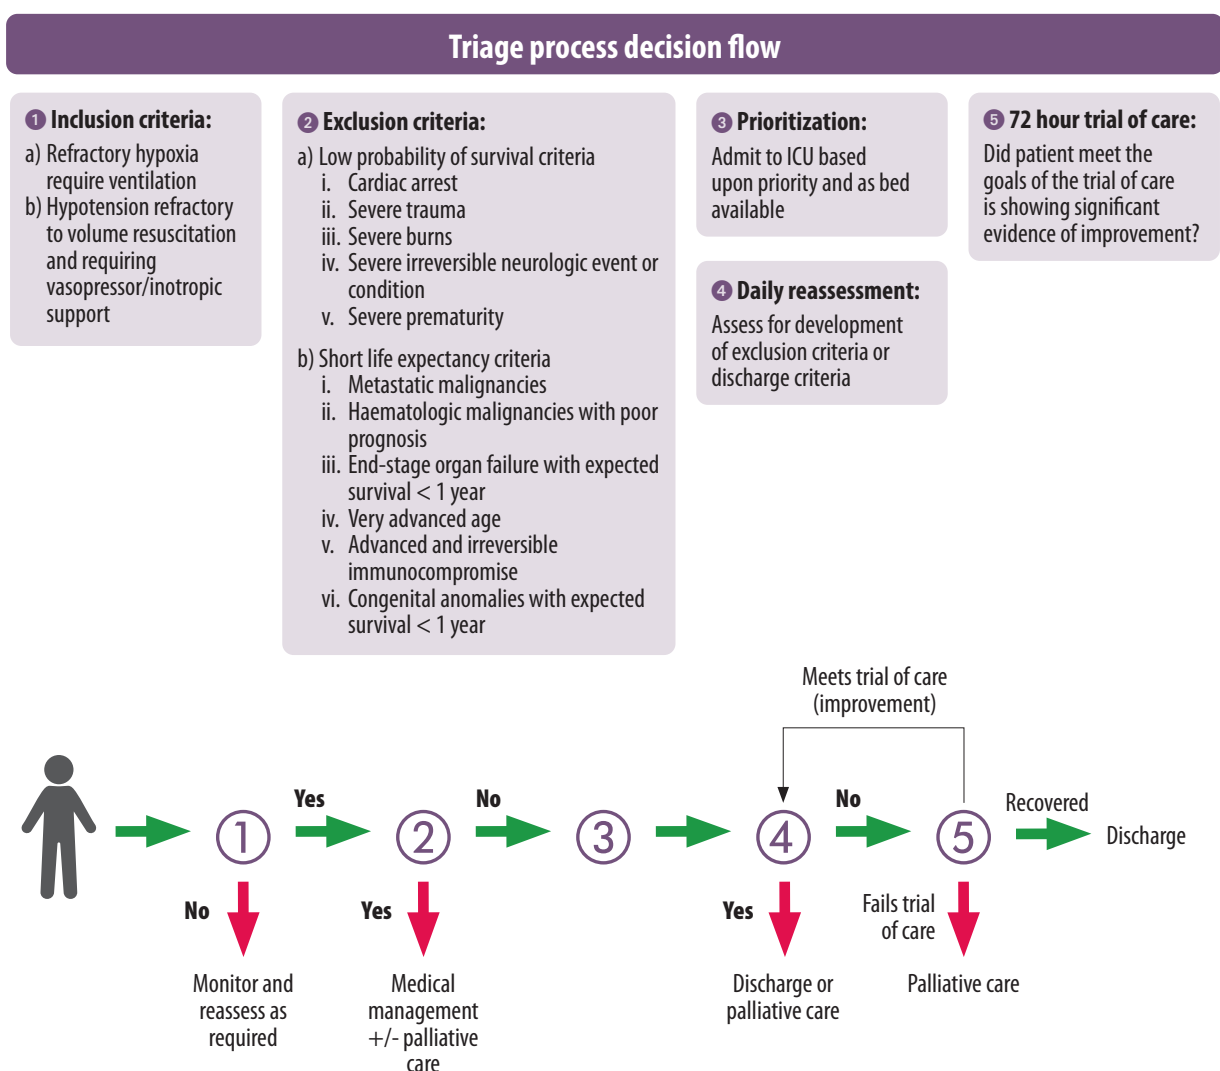 Triage process decision flow
1 Inclusion criteria:
a) Refractory hypoxia
require ventilation
b) Hypotension refractory
to volume resuscitation
and requiring
vasopressor/inotropic
support
2 Exclusion criteria:
a) Low probability of survival criteria
i. Cardiac arrest
ii. Severe trauma
iii. Severe burns
iv. Severe irreversible neurologic event or
condition
v. Severe prematurity
b) Short life expectancy criteria
i. Metastatic malignancies
ii. Haematologic malignancies with poor
prognosis
iii. End-stage organ failure with expected
survival < 1 year
iv. Very advanced age
v. Advanced and irreversible
immunocompromise
vi. Congenital anomalies with expected
survival < 1 year
3 Prioritization:
Admit to ICU based
upon priority and as bed
available
4 Daily reassessment:
Assess for development
of exclusion criteria or
discharge criteria
5 72 hour trial of care:
Did patient meet the
goals of the trial of care
is showing significant
evidence of improvement?
Meets trial of care
(improvement)
Yes
No
No
Recovered
1
2
3
4
5
Discharge
No
Yes
Yes
Fails trial
of care
Monitor and
reassess as
required
Medical
management
+/- palliative
care
Discharge or
palliative care
Palliative care